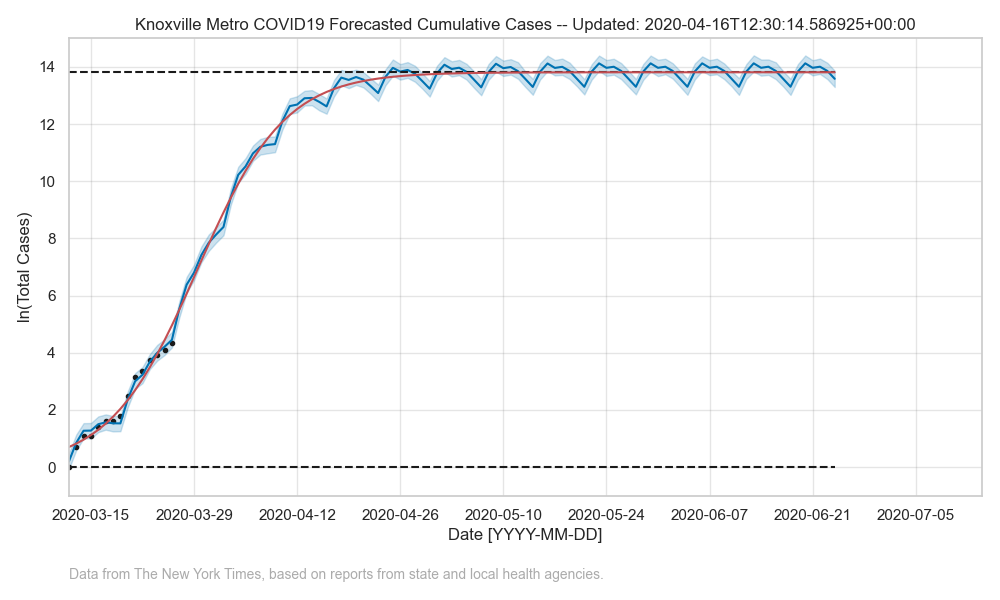 Knoxville Metro COVID19 Forecasted Cumulative Cases -- Updated: 2020-04-16T12:30:14.586925+00:00
14
12
10
8
6
4
2
0
ln(Total Cases)
2020-03-15 2020-03-29 2020-04-12 2020-04-26 2020-05-10 2020-05-24 2020-06-07 2020-06-21 2020-07-05
Date [YYYY-MM-DD]
Data from The New York Times, based on reports from state and local health agencies.